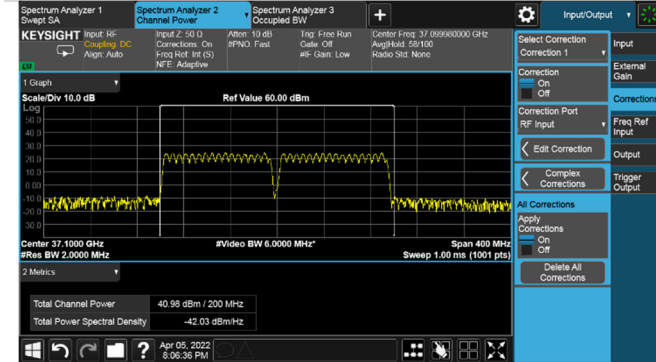 Spectrum Analyzer 1
Swept SA
Spectrum Analyzer 2
Channel Power
Spectrum Analyzer 3
Occupied BW
+
Input/Output
KEYSIGHT
Input: RF
Coupling: DC
Align: Auto
Input Z: 50 Ω
Corrections: On
Freq Ref: Int (S)
NFE: Adaptive
Atten: 10 dB
#PNO: Fast
Trig: Free Run
Gate: Off
#IF Gain: Low
Center Freq: 37.099980000 GHz
Avg|Hold: 58/100
Radio Std: None
1 Graph
Scale/Div 10.0 dB
Ref Value 60.00 dBm
Log
50.0
40.0
30.0
20.0
10.0
0.00
-10.0
-20.0
-30.0
Center 37.1000 GHz
#Res BW 2.0000 MHz
#Video BW 6.0000 MHz*
Span 400 MHz
Sweep 1.00 ms (1001 pts)
2 Metrics
Total Channel Power 40.98 dBm / 200 MHz
Total Power Spectral Density -42.03 dBm/Hz
?
Apr 05, 2022
8:06:36 PM
Select Correction
Correction 1
Correction
On
Off
Correction Port
RF Input
Edit Correction
Complex
Corrections
All Corrections
Apply
Corrections
On
Off
Delete All
Corrections
Input
External
Gain
Corrections
Freq Ref
Input
Output
Trigger
Output